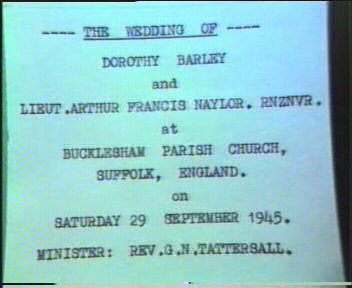 ---- THE WEDDING OF ----
DOROTHY BARLEY
and
LIEUT.ARTHUR FRANCIS NAYLOR. RNZNVR.
at
BUCKLESHAM PARISH CHURCH,
SUFFOLK, ENGLAND.
on
SATURDAY 29 SEPTEMBER 1945.
MINISTER: REV.G.N.TATTERSALL.